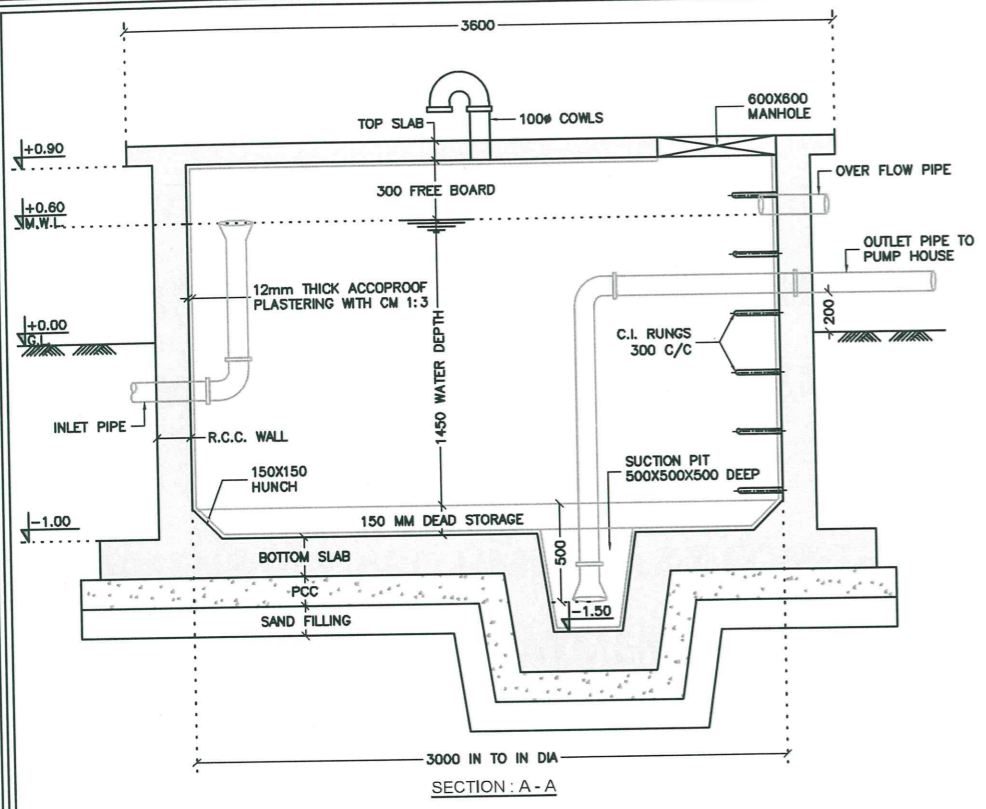 3600
600X600
MANHOLE
100ø COWLS
TOP SLAB
+0.90
300 FREE BOARD
OVER FLOW PIPE
+0.60
M.W.L.
OUTLET PIPE TO
PUMP HOUSE
12mm THICK ACCOPROOF
PLASTERING WITH CM 1:3
200
+0.00
G.L.
C.I. RUNGS
300 C/C
1450 WATER DEPTH
INLET PIPE
R.C.C. WALL
150X150
HUNCH
SUCTION PIT
500X500X500 DEEP
150 MM DEAD STORAGE
-1.00
500
BOTTOM SLAB
PCC
-1.50
SAND FILLING
3000 IN TO IN DIA
SECTION : A - A